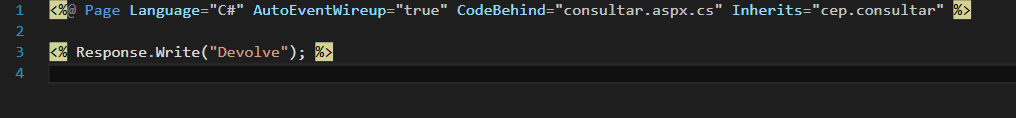 1 <%@ Page Language="C#" AutoEventWireup="true" CodeBehind="consultar.aspx.cs" Inherits="cep.consultar" %>
2
3 <% Response.Write("Devolve"); %>
4